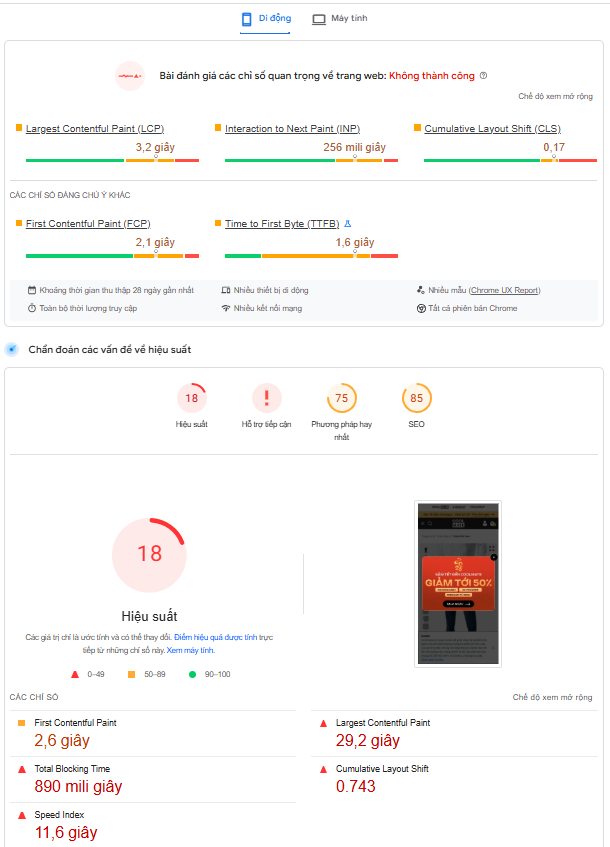 Di động
Máy tính
Bài đánh giá các chỉ số quan trọng về trang web: Không thành công
Chế độ xem mở rộng
Largest Contentful Paint (LCP)
3,2 giây
Interaction to Next Paint (INP)
256 mili giây
Cumulative Layout Shift (CLS)
0,17
CÁC CHỈ SỐ ĐÁNG CHÚ Ý KHÁC
First Contentful Paint (FCP)
2,1 giây
Time to First Byte (TTFB)
1,6 giây
Khoảng thời gian thu thập 28 ngày gần nhất
Nhiều thiết bị di động
Nhiều mẫu (Chrome UX Report)
Toàn bộ thời lượng truy cập
Nhiều kết nối mạng
Tất cả phiên bản Chrome
Chẩn đoán các vấn đề về hiệu suất
18
Hiệu suất
!
Hỗ trợ tiếp cận
75
Phương pháp hay
nhất
85
SEO
18
Hiệu suất
Các giá trị chỉ là ước tính và có thể thay đổi. Điểm hiệu quả được tính trực
tiếp từ những chỉ số này. Xem máy tính.
0–49
50–89
90–100
GIẢM TỚI 50%
CÁC CHỈ SỐ
Chế độ xem mở rộng
First Contentful Paint
2,6 giây
Largest Contentful Paint
29,2 giây
Total Blocking Time
890 mili giây
Cumulative Layout Shift
0.743
Speed Index
11,6 giây